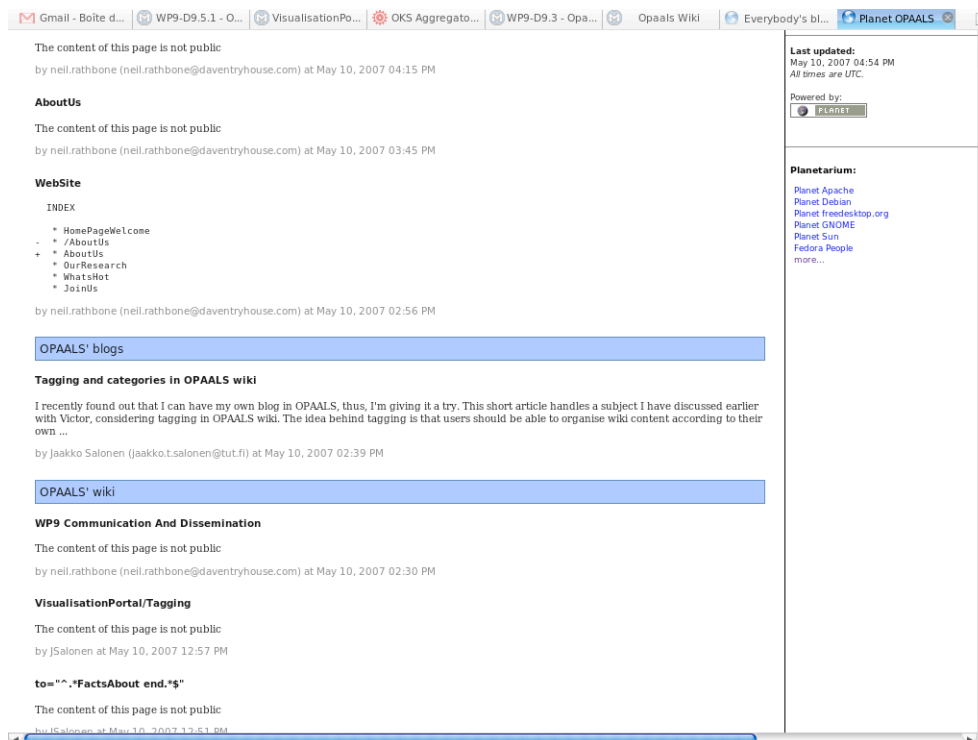 Gmail - Boîte d...
WP9-D9.5.1 - O...
VisualisationPo...
OKS Aggregato...
WP9-D9.3 - Opa...
Opaals Wiki
Everybody's bl...
Planet OPAALS
The content of this page is not public
by neil.rathbone (neil.rathbone@daventryhouse.com) at May 10, 2007 04:15 PM
AboutUs
The content of this page is not public
by neil.rathbone (neil.rathbone@daventryhouse.com) at May 10, 2007 03:45 PM
WebSite
INDEX
* HomePageWelcome
- * /AboutUs
+ * AboutUs
* OurResearch
* WhatsHot
* JoinUs
by neil.rathbone (neil.rathbone@daventryhouse.com) at May 10, 2007 02:56 PM
OPAALS' blogs
Tagging and categories in OPAALS wiki
I recently found out that I can have my own blog in OPAALS, thus, I'm giving it a try. This short article handles a subject I have discussed earlier
with Victor, considering tagging in OPAALS wiki. The idea behind tagging is that users should be able to organise wiki content according to their
own ...
by Jaakko Salonen (jaakko.t.salonen@tut.fi) at May 10, 2007 02:39 PM
OPAALS' wiki
WP9 Communication And Dissemination
The content of this page is not public
by neil.rathbone (neil.rathbone@daventryhouse.com) at May 10, 2007 02:30 PM
VisualisationPortal/Tagging
The content of this page is not public
by JSalonen at May 10, 2007 12:57 PM
to="^.*FactsAbout end.*$"
The content of this page is not public
by JSalonen at May 10, 2007 12:51 PM
Last updated:
May 10, 2007 04:54 PM
All times are UTC.
Powered by:
PLANET
Planetarium:
Planet Apache
Planet Debian
Planet freedesktop.org
Planet GNOME
Planet Sun
Fedora People
more...